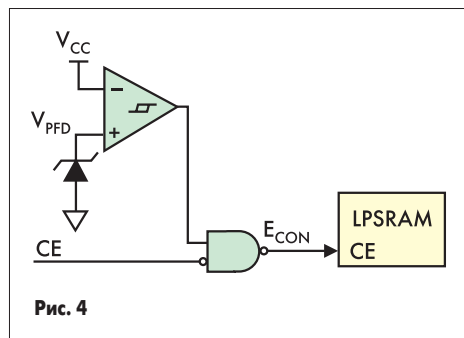 VCC
VPFD
−
+
CE
ECON
LPSRAM
CE
Рис. 4